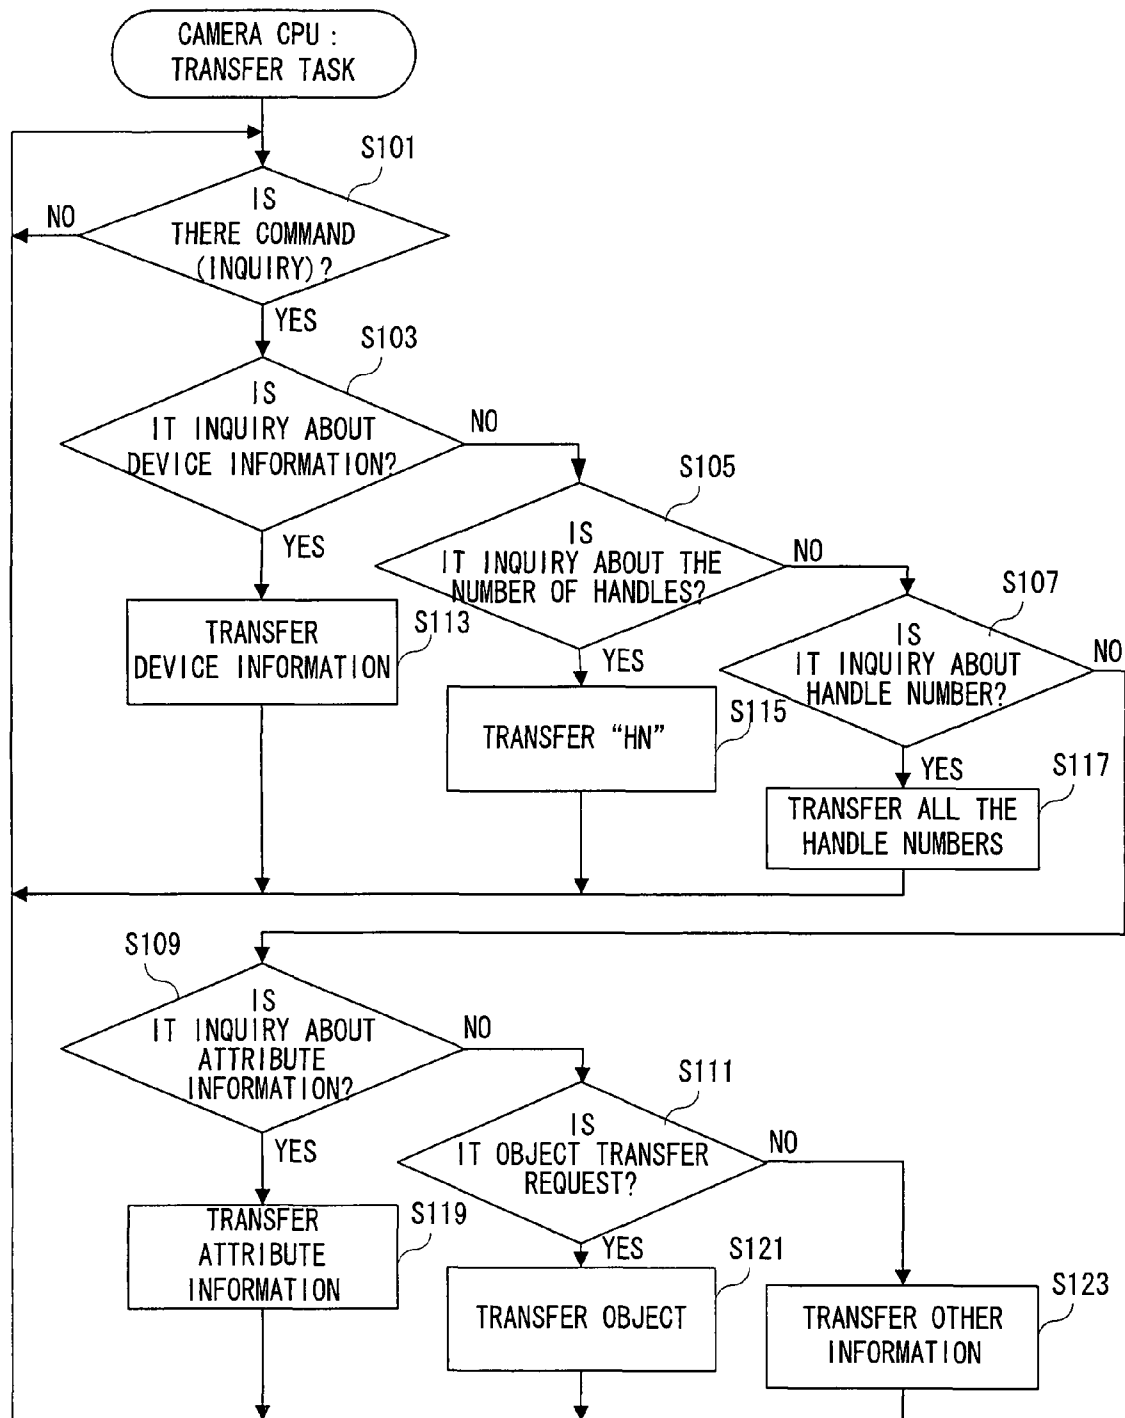 CAMERA CPU :
TRANSFER TASK
S101
IS
THERE COMMAND
(INQUIRY)?
NO
YES
S103
IS
IT INQUIRY ABOUT
DEVICE INFORMATION?
NO
YES
S105
IS
IT INQUIRY ABOUT THE
NUMBER OF HANDLES?
NO
YES
S107
IS
IT INQUIRY ABOUT
HANDLE NUMBER?
NO
YES
S113
TRANSFER
DEVICE INFORMATION
S115
TRANSFER “HN”
S117
TRANSFER ALL THE
HANDLE NUMBERS
S109
IS
IT INQUIRY ABOUT
ATTRIBUTE
INFORMATION?
NO
YES
S111
IS
IT OBJECT TRANSFER
REQUEST?
NO
YES
S119
TRANSFER
ATTRIBUTE
INFORMATION
S121
TRANSFER OBJECT
S123
TRANSFER OTHER
INFORMATION